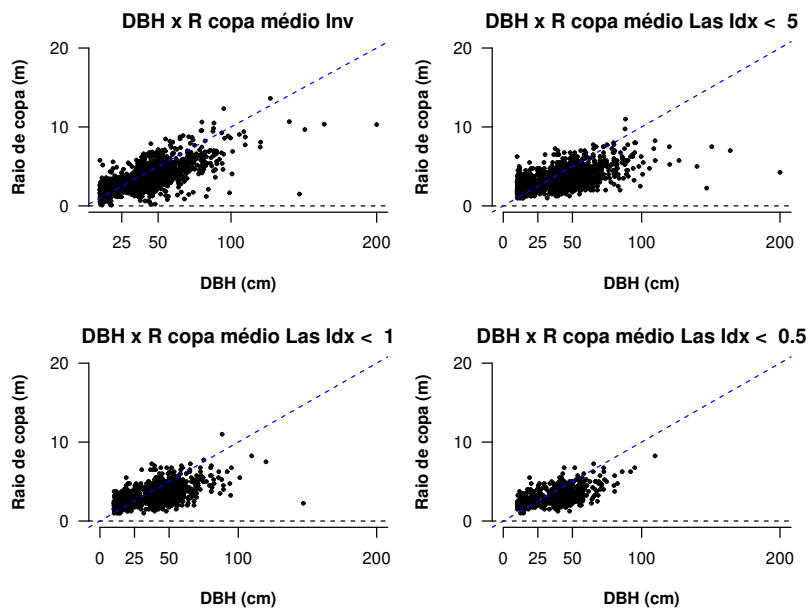 DBH x R copa médio Inv
Raio de copa (m)
20
10
0
25 50 100 200
DBH (cm)
DBH x R copa médio Las Idx < 5
Raio de copa (m)
20
10
0
0 25 50 100 200
DBH (cm)
DBH x R copa médio Las Idx < 1
Raio de copa (m)
20
10
0
0 25 50 100 200
DBH (cm)
DBH x R copa médio Las Idx < 0.5
Raio de copa (m)
20
10
0
0 25 50 100 200
DBH (cm)